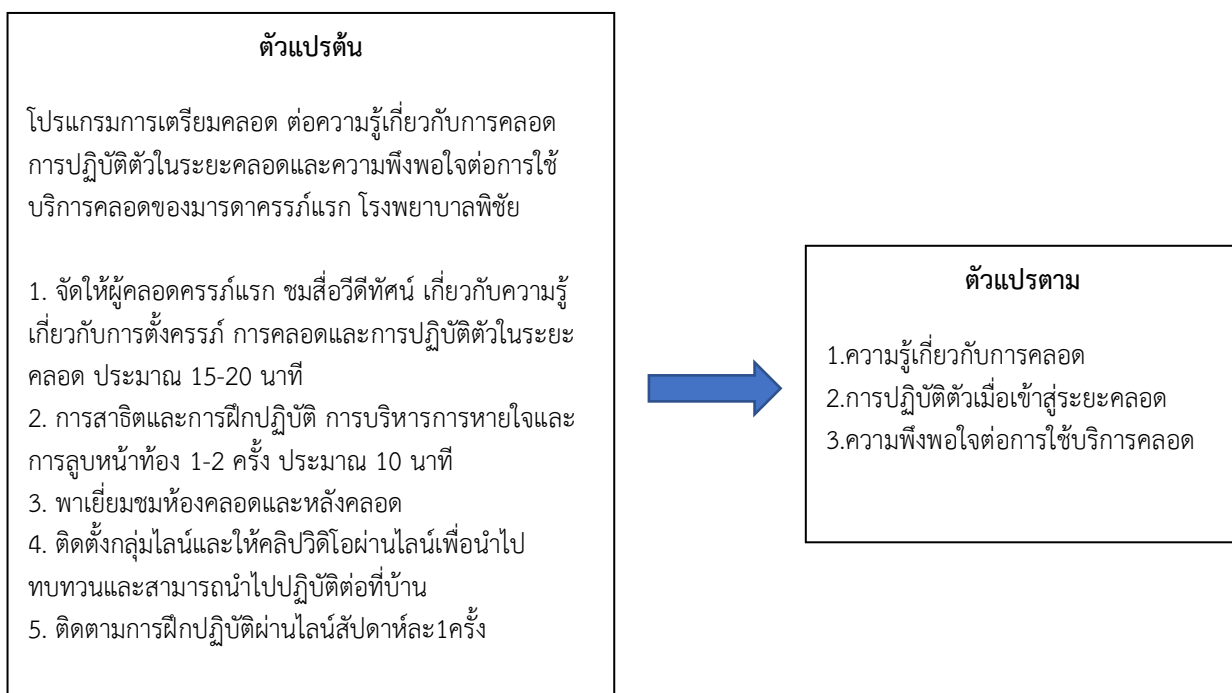 ตัวแปรต้น
โปรแกรมการเตรียมคลอด ต่อความรู้เกี่ยวกับการคลอด
การปฏิบัติตัวในระยะคลอดและความพึงพอใจต่อการใช้
บริการคลอดของมารดาครรภ์แรก โรงพยาบาลพิชัย
1. จัดให้ผู้คลอดครรภ์แรก ชมสื่อวีดีทัศน์ เกี่ยวกับความรู้
เกี่ยวกับการตั้งครรภ์ การคลอดและการปฏิบัติตัวในระยะ
คลอด ประมาณ 15-20 นาที
2. การสาธิตและการฝึกปฏิบัติ การบริหารการหายใจและ
การลูบหน้าท้อง 1-2 ครั้ง ประมาณ 10 นาที
3. พาเยี่ยมชมห้องคลอดและหลังคลอด
4. ติดตั้งกลุ่มไลน์และให้คลิปวิดิโอผ่านไลน์เพื่อนำไป
ทบทวนและสามารถนำไปปฏิบัติต่อที่บ้าน
5. ติดตามการฝึกปฏิบัติผ่านไลน์สัปดาห์ละ1ครั้ง
ตัวแปรตาม
1.ความรู้เกี่ยวกับการคลอด
2.การปฏิบัติตัวเมื่อเข้าสู่ระยะคลอด
3.ความพึงพอใจต่อการใช้บริการคลอด